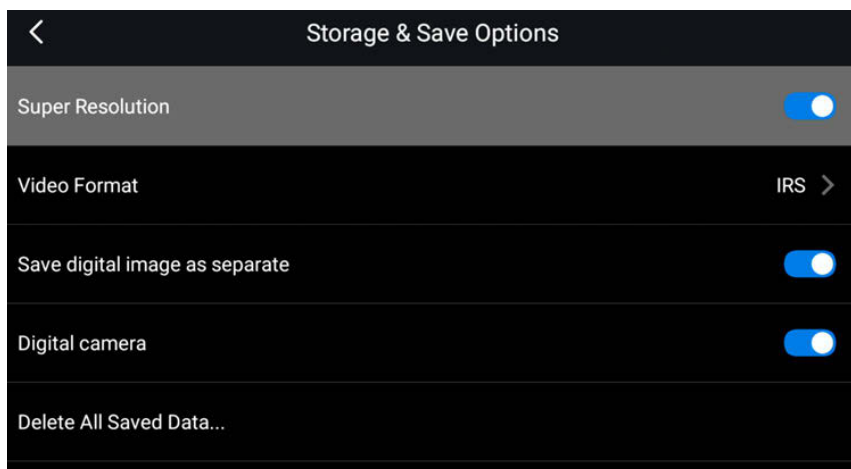 Storage & Save Options
Super Resolution
Video Format IRS
Save digital image as separate
Digital camera
Delete All Saved Data...